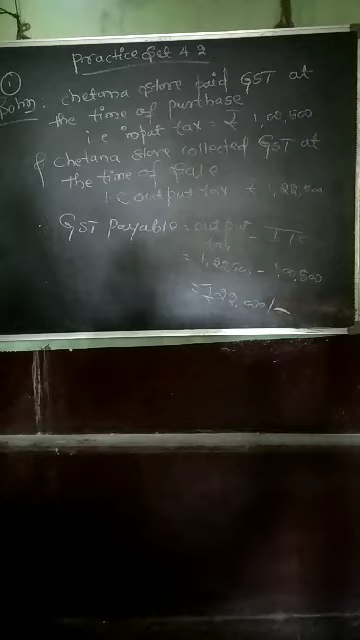 Practice Set 4.2
①
Soln: Chetana store paid GST at
the time of purchase
i.e input tax = ₹ 1,00,500
Chetana store collected GST at
the time of sale
i.e output tax ₹ 1,22,500
GST Payable = output tax - ITC
= 1,22,500 - 1,00,500
= ₹ 22,000/-